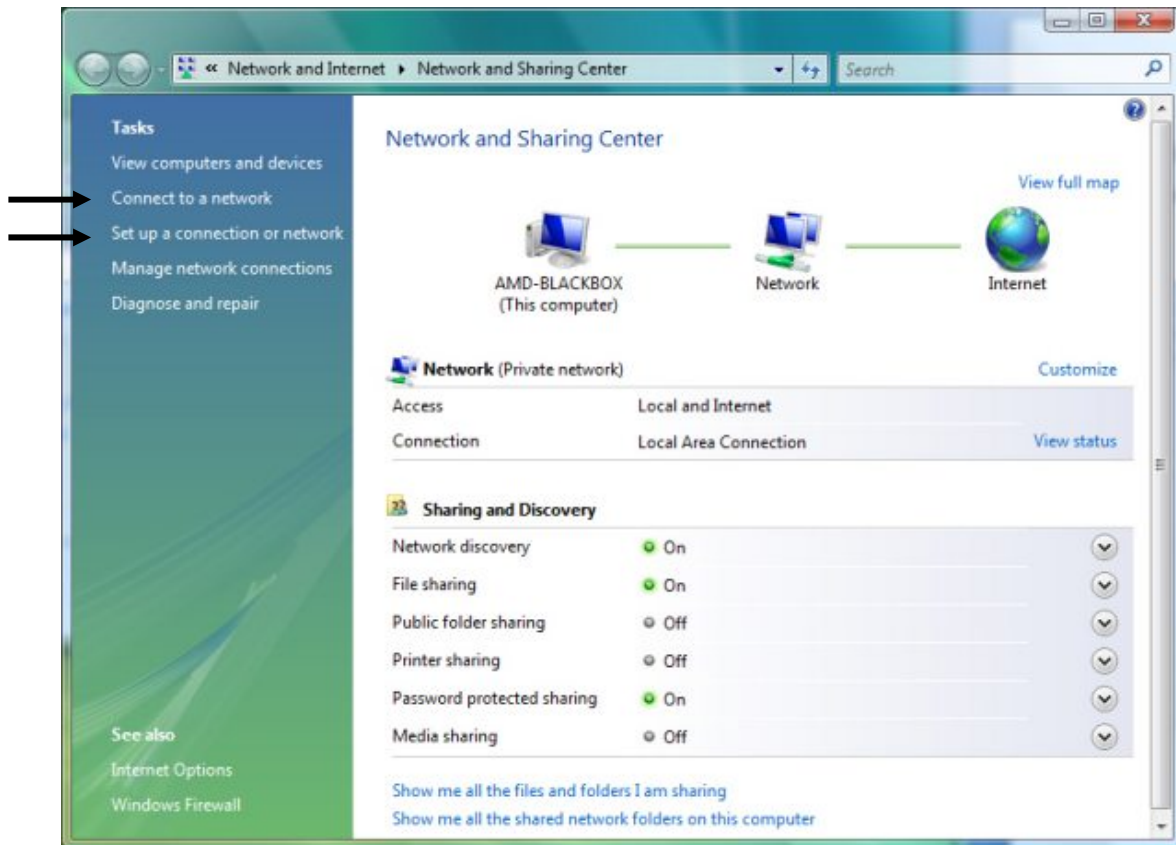 « Network and Internet ▸ Network and Sharing Center
Search
Tasks
View computers and devices
Connect to a network
Set up a connection or network
Manage network connections
Diagnose and repair
See also
Internet Options
Windows Firewall
Network and Sharing Center
View full map
AMD-BLACKBOX
(This computer)
Network
Internet
Network (Private network)
Customize
Access Local and Internet
Connection Local Area Connection View status
Sharing and Discovery
Network discovery On
File sharing On
Public folder sharing Off
Printer sharing Off
Password protected sharing On
Media sharing Off
Show me all the files and folders I am sharing
Show me all the shared network folders on this computer